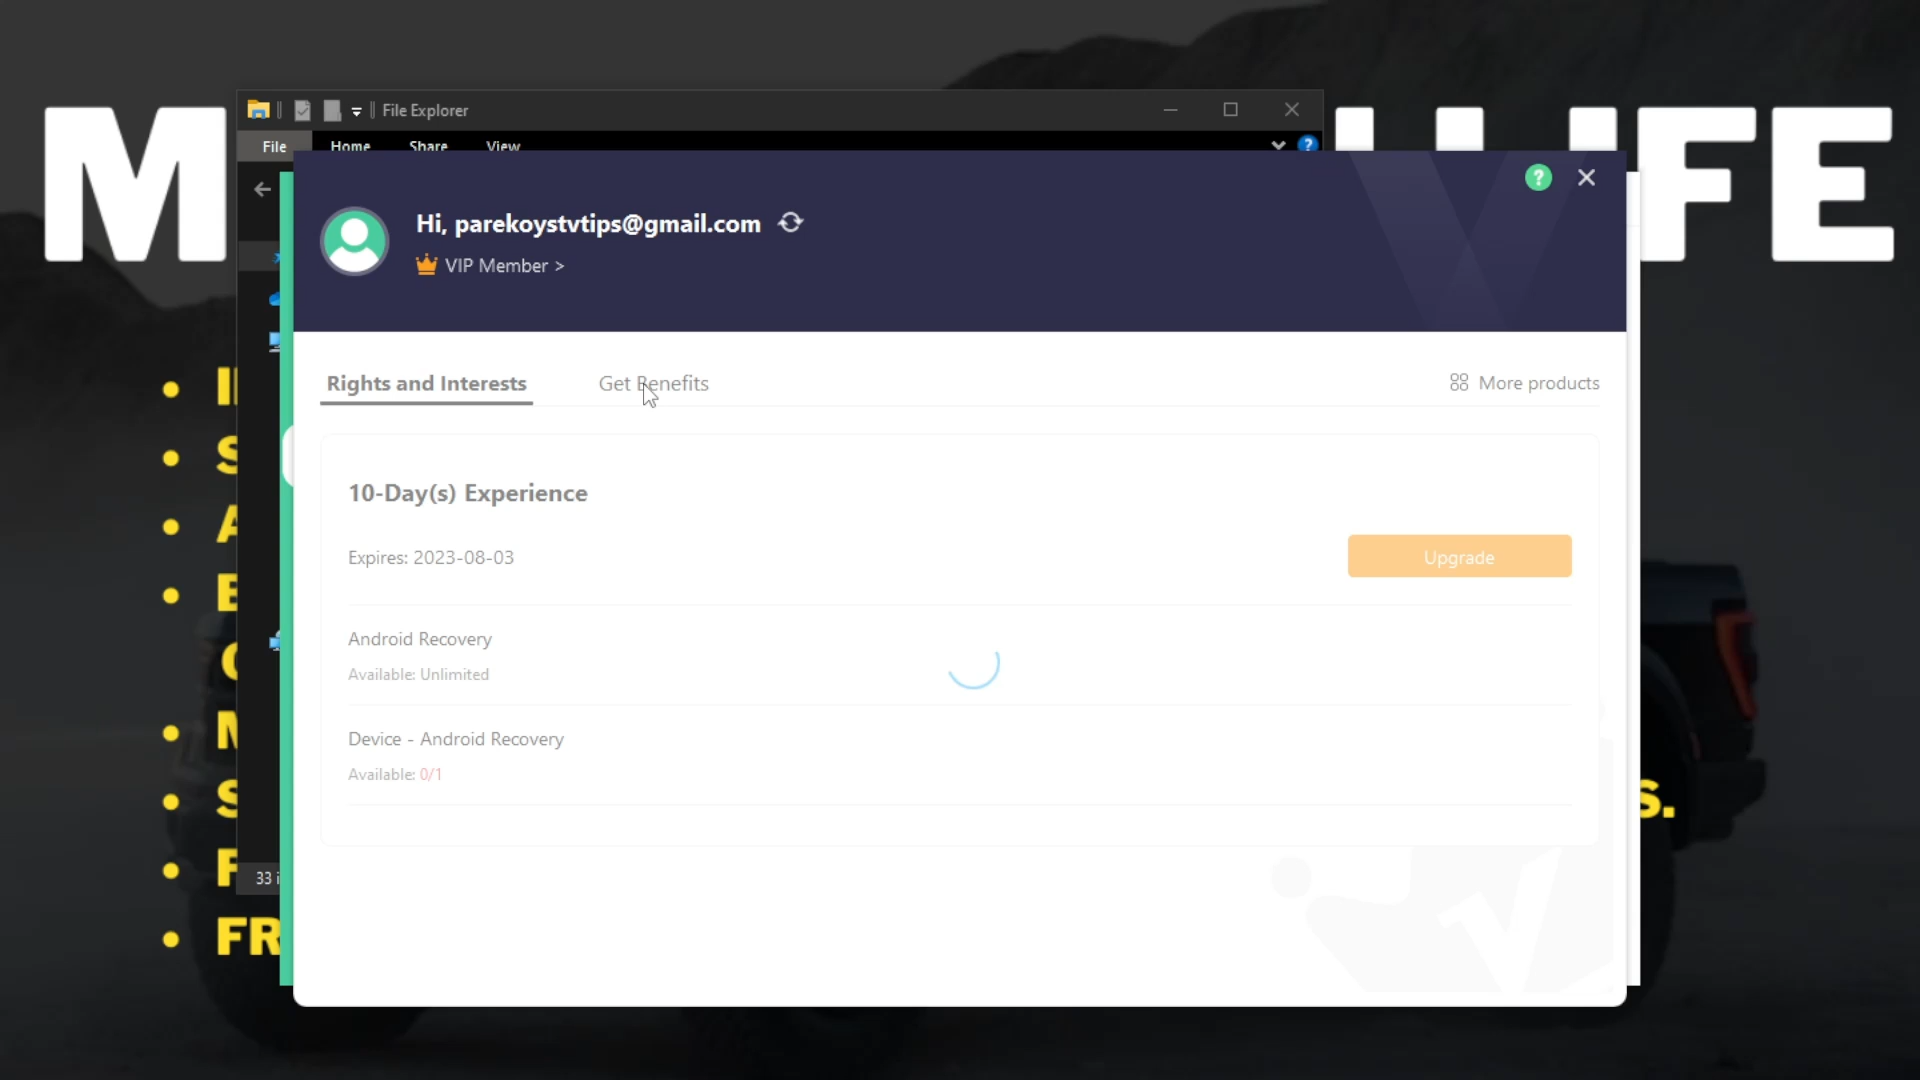 File Explorer
File Home Share View
Hi, parekoystvtips@gmail.com
VIP Member >
Rights and Interests
Get Benefits
More products
10-Day(s) Experience
Expires: 2023-08-03
Upgrade
Android Recovery
Available: Unlimited
Device - Android Recovery
Available: 0/1
33 i
FR
S.